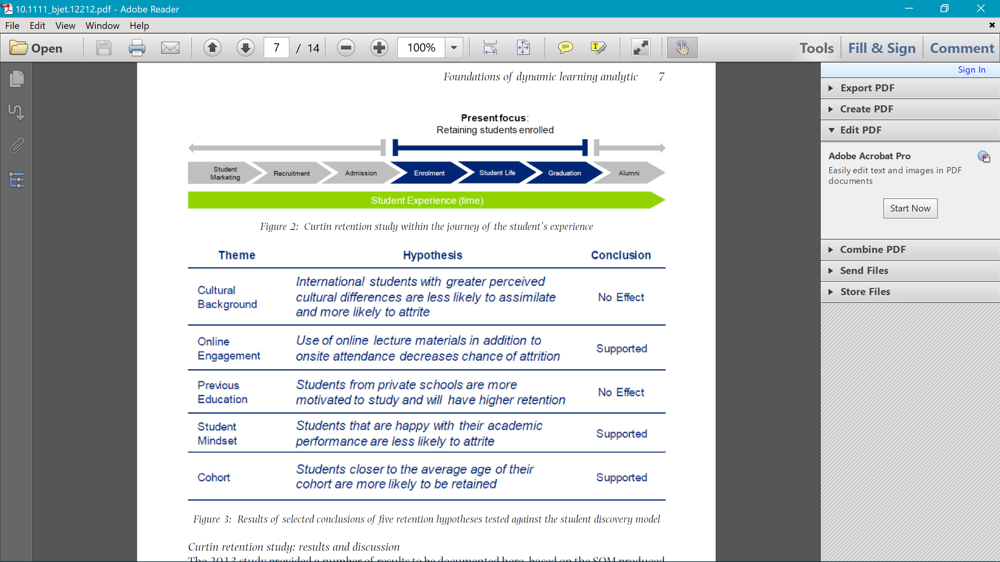 10.1111_bjet.12212.pdf - Adobe Reader
File Edit View Window Help
Open 7 / 14 100% Tools Fill & Sign Comment
Sign In
Export PDF
Create PDF
Edit PDF
Adobe Acrobat Pro
Easily edit text and images in PDF
documents
Start Now
Combine PDF
Send Files
Store Files
Foundations of dynamic learning analytic 7
Present focus:
Retaining students enrolled
Student
Marketing
Recruitment
Admission
Enrolment
Student Life
Graduation
Alumni
Student Experience (time)
Figure 2: Curtin retention study within the journey of the student's experience
Theme Hypothesis Conclusion
Cultural
Background
International students with greater perceived
cultural differences are less likely to assimilate
and more likely to attrite
No Effect
Online
Engagement
Use of online lecture materials in addition to
onsite attendance decreases chance of attrition
Supported
Previous
Education
Students from private schools are more
motivated to study and will have higher retention
No Effect
Student
Mindset
Students that are happy with their academic
performance are less likely to attrite
Supported
Cohort
Students closer to the average age of their
cohort are more likely to be retained
Supported
Figure 3: Results of selected conclusions of five retention hypotheses tested against the student discovery model
Curtin retention study: results and discussion
The 2013 study provided a number of results to be documented here, based on the SOM produced